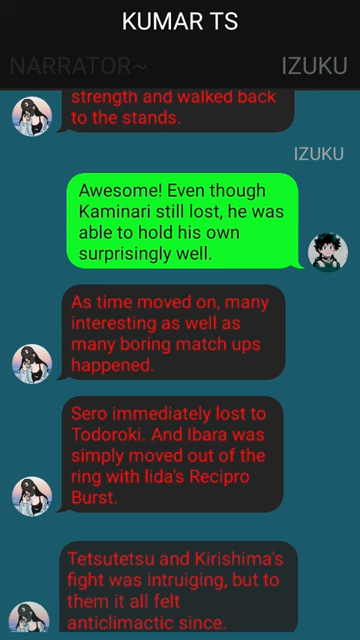 KUMAR TS
NARRATOR~ IZUKU
strength and walked back
to the stands.
IZUKU
Awesome! Even though
Kaminari still lost, he was
able to hold his own
surprisingly well.
As time moved on, many
interesting as well as
many boring match ups
happened.
Sero immediately lost to
Todoroki. And Ibara was
simply moved out of the
ring with Iida's Recipro
Burst.
Tetsutetsu and Kirishima's
fight was intruiging, but to
them it all felt
anticlimactic since.